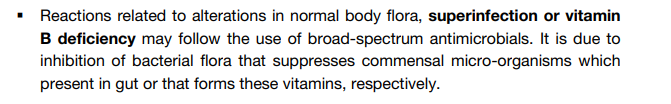 ▪ Reactions related to alterations in normal body flora, superinfection or vitamin
B deficiency may follow the use of broad-spectrum antimicrobials. It is due to
inhibition of bacterial flora that suppresses commensal micro-organisms which
present in gut or that forms these vitamins, respectively.